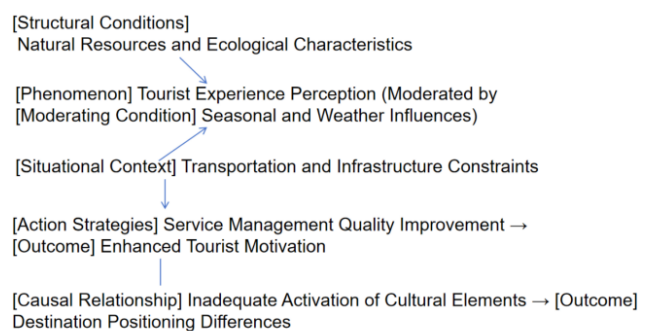 [Structural Conditions]
Natural Resources and Ecological Characteristics
[Phenomenon] Tourist Experience Perception (Moderated by
[Moderating Condition] Seasonal and Weather Influences)
[Situational Context] Transportation and Infrastructure Constraints
[Action Strategies] Service Management Quality Improvement →
[Outcome] Enhanced Tourist Motivation
[Causal Relationship] Inadequate Activation of Cultural Elements → [Outcome]
Destination Positioning Differences